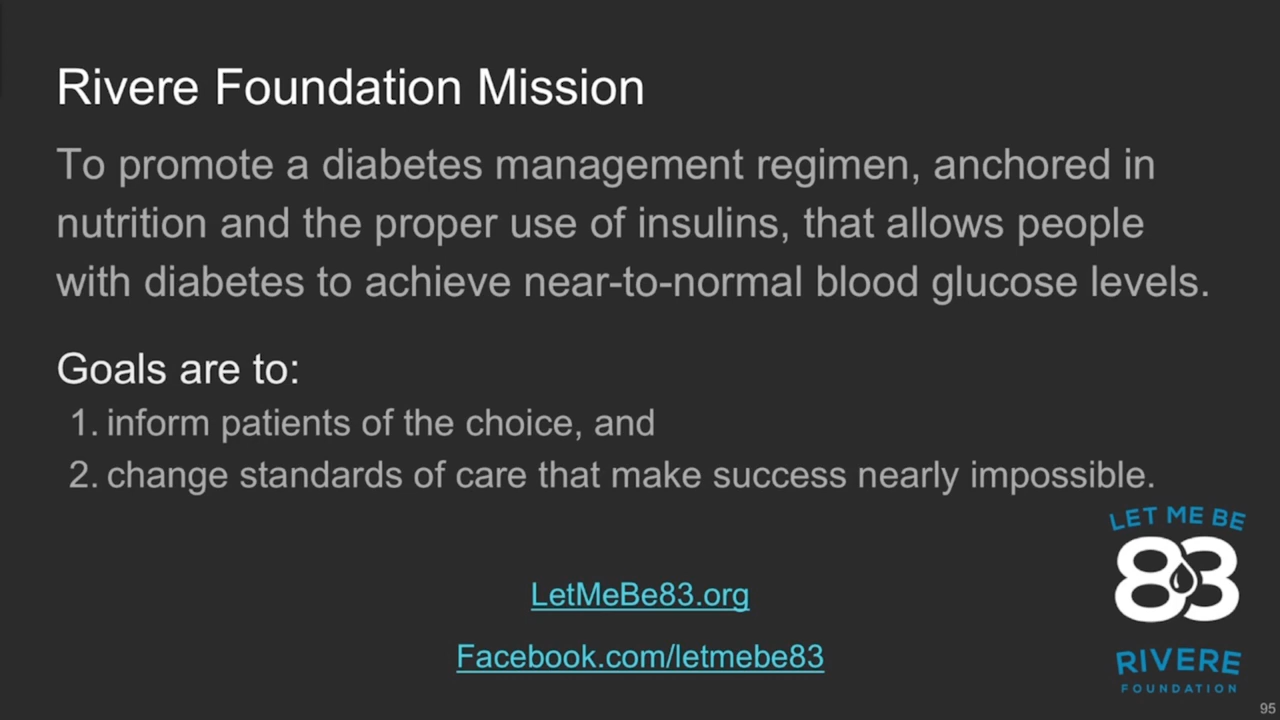 Rivere Foundation Mission
To promote a diabetes management regimen, anchored in
nutrition and the proper use of insulins, that allows people
with diabetes to achieve near-to-normal blood glucose levels.
Goals are to:
1. inform patients of the choice, and
2. change standards of care that make success nearly impossible.
LetMeBe83.org
Facebook.com/letmebe83
LET ME BE
83
RIVERE
FOUNDATION
95